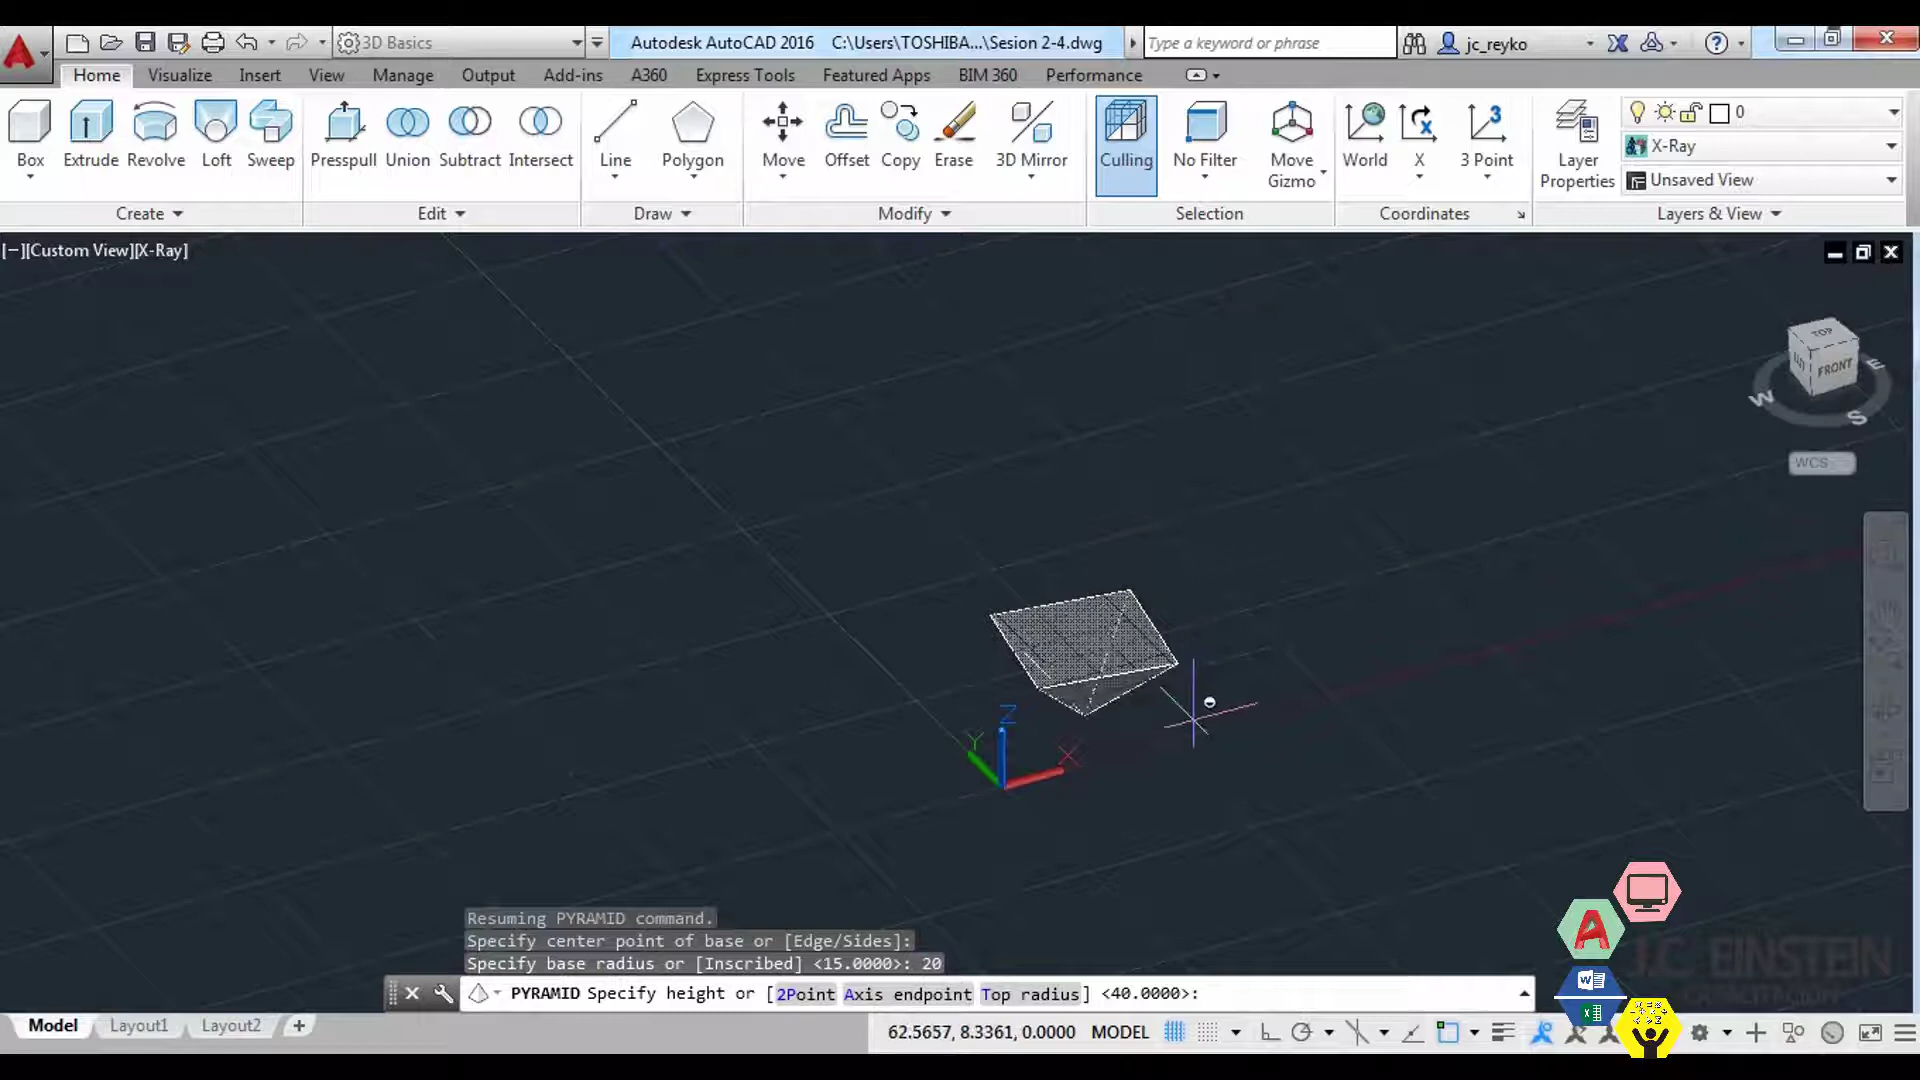 3D Basics
Autodesk AutoCAD 2016 C:\Users\TOSHIBA...\Sesion 2-4.dwg
Type a keyword or phrase
jc_reyko
Home Visualize Insert View Manage Output Add-ins A360 Express Tools Featured Apps BIM 360 Performance
Box Extrude Revolve Loft Sweep Presspull Union Subtract Intersect Line Polygon Move Offset Copy Erase 3D Mirror Culling No Filter Move Gizmo World X 3 Point Layer Properties
0
X-Ray
Unsaved View
Create Edit Draw Modify Selection Coordinates Layers & View
[−][Custom View][X-Ray]
TOP
FRONT
W
S
E
WCS
Z
Y
X
Resuming PYRAMID command.
Specify center point of base or [Edge/Sides]:
Specify base radius or [Inscribed] <15.0000>: 20
PYRAMID Specify height or [2Point Axis endpoint Top radius] <40.0000>:
J.C. EINSTEIN
CAPACITACION
Model Layout1 Layout2 +
62.5657, 8.3361, 0.0000 MODEL